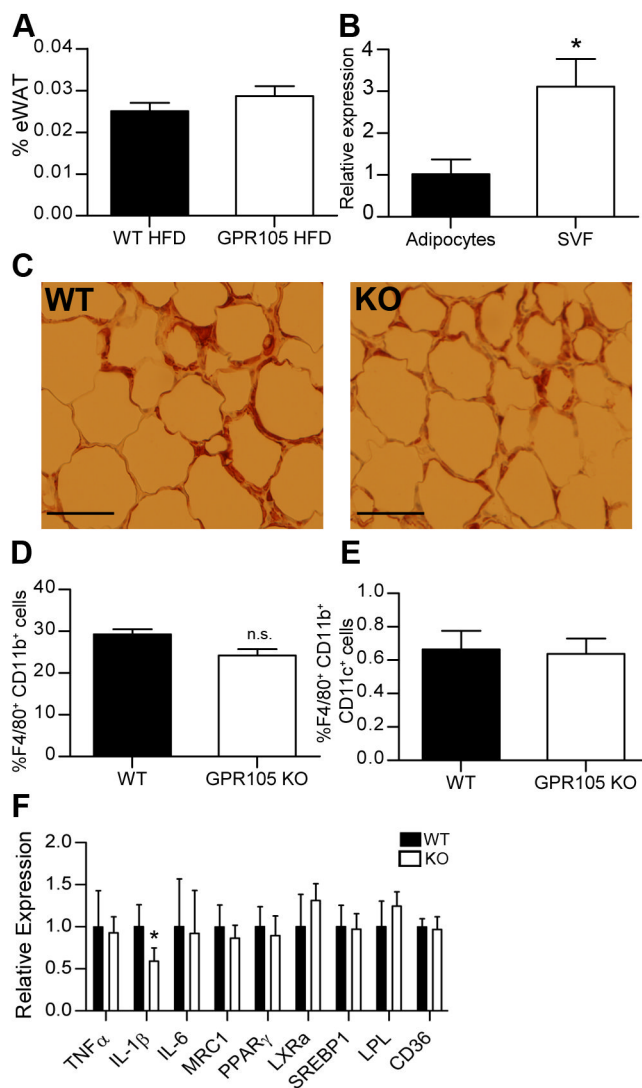 A
% eWAT
0.04
0.03
0.02
0.01
0.00
WT HFD
GPR105 HFD
B
Relative expression
4
3
2
1
0
*
Adipocytes
SVF
C
WT
KO
D
%F4/80⁺ CD11b⁺ cells
40
30
20
10
0
n.s.
WT
GPR105 KO
E
%F4/80⁺ CD11b⁺
CD11c⁺ cells
0.8
0.6
0.4
0.2
0.0
WT
GPR105 KO
F
Relative Expression
2.0
1.5
1.0
0.5
0.0
WT
KO
*
TNFα
IL-1β
IL-6
MRC1
PPARγ
LXRa
SREBP1
LPL
CD36